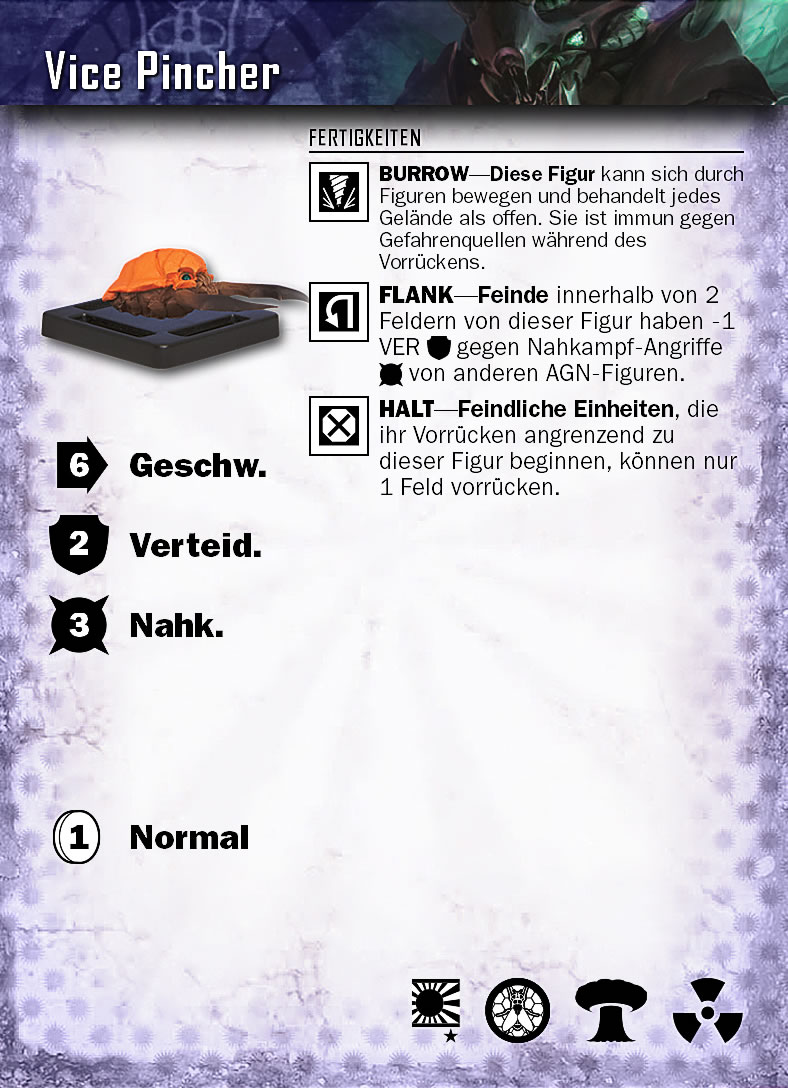 Vice Pincher
FERTIGKEITEN
BURROW—Diese Figur kann sich durch
Figuren bewegen und behandelt jedes
Gelände als offen. Sie ist immun gegen
Gefahrenquellen während des
Vorrückens.
FLANK—Feinde innerhalb von 2
Feldern von dieser Figur haben -1
VER gegen Nahkampf-Angriffe
von anderen AGN-Figuren.
HALT—Feindliche Einheiten, die
ihr Vorrücken angrenzend zu
dieser Figur beginnen, können nur
1 Feld vorrücken.
6 Geschw.
2 Verteid.
3 Nahk.
1 Normal